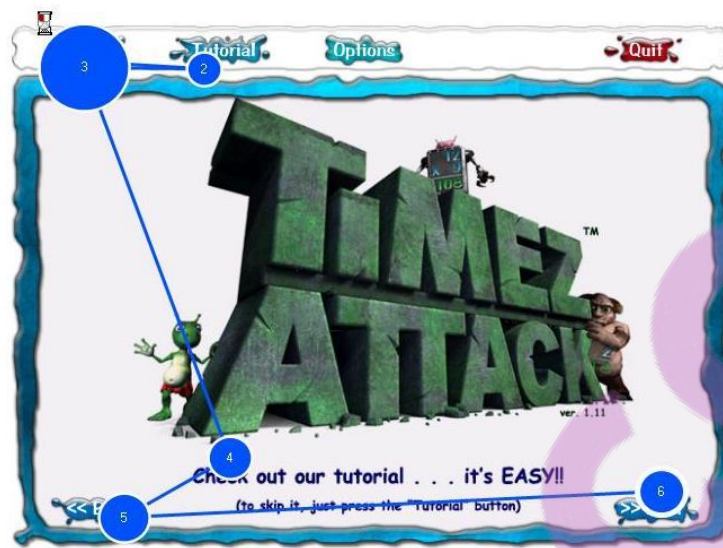 Tutorial Options Quit
3 2
12
x 9
108
TIMEZ
ATTACK
TM
ver. 1.11
4
Check out our tutorial . . . it's EASY!!
(to skip it, just press the "Tutorial" button)
<< 5 >> 6